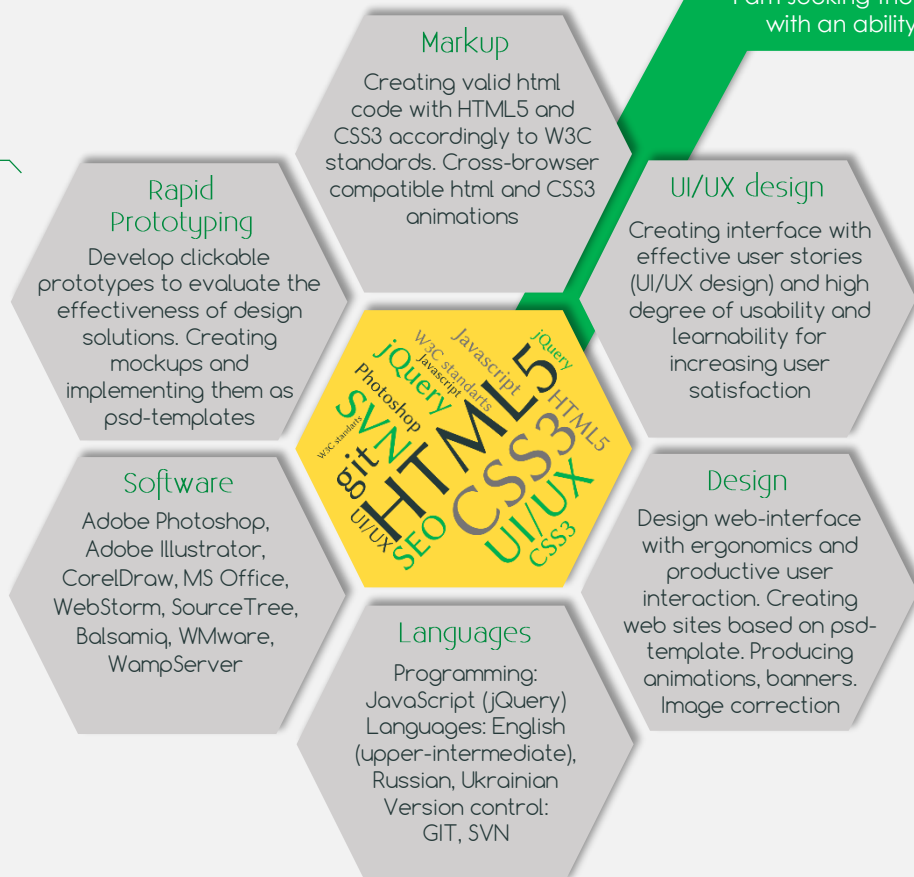 I am seeking
with an ability
Markup
Creating valid html
code with HTML5 and
CSS3 accordingly to W3C
standards. Cross-browser
compatible html and CSS3
animations
Rapid
Prototyping
Develop clickable
prototypes to evaluate the
effectiveness of design
solutions. Creating
mockups and
implementing them as
psd-templates
UI/UX design
Creating interface with
effective user stories
(UI/UX design) and high
degree of usability and
learnability for
increasing user
satisfaction
jQuery
Javascript
W3C standarts
Javascript
jQuery
Photoshop
HTML5
HTML5
SVN
W3C standarts
git
CSS3
UI/UX
SEO
UI/UX
CSS3
Software
Adobe Photoshop,
Adobe Illustrator,
CorelDraw, MS Office,
WebStorm, SourceTree,
Balsamiq, WMware,
WampServer
Design
Design web-interface
with ergonomics and
productive user
interaction. Creating
web sites based on psd-
template. Producing
animations, banners.
Image correction
Languages
Programming:
JavaScript (jQuery)
Languages: English
(upper-intermediate),
Russian, Ukrainian
Version control:
GIT, SVN